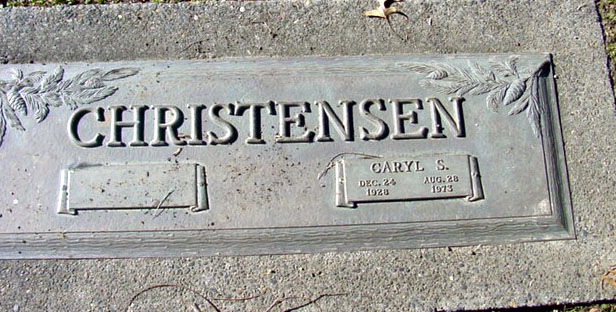 CHRISTENSEN
CARYL S.
DEC. 24 AUG. 28
1928 1973